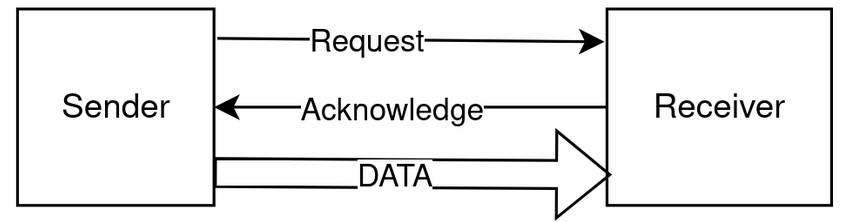 Request
Sender
Acknowledge
Receiver
DATA